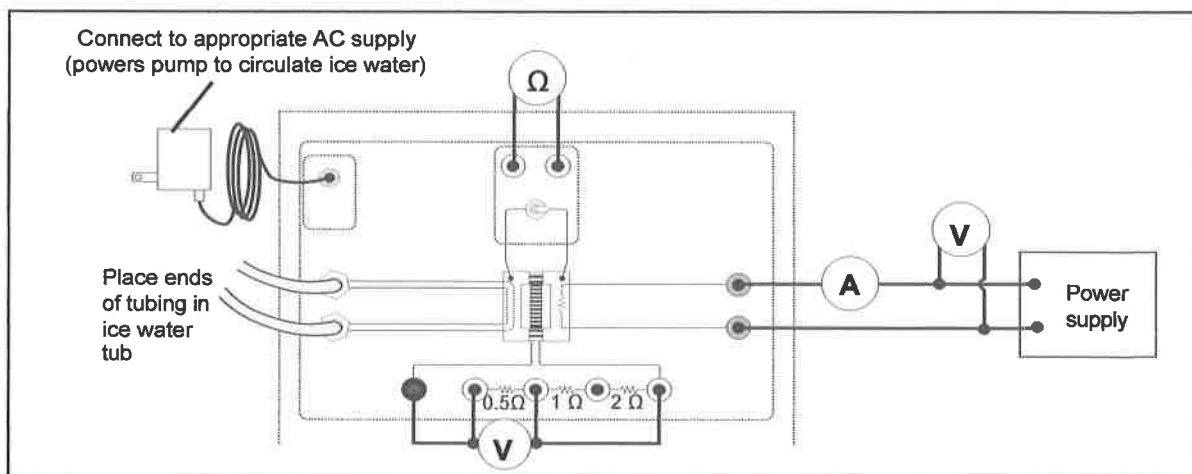 Connect to appropriate AC supply
(powers pump to circulate ice water)
Ω
V
Place ends
of tubing in
ice water
tub
A
Power
supply
0.5Ω 1 Ω 2 Ω
V